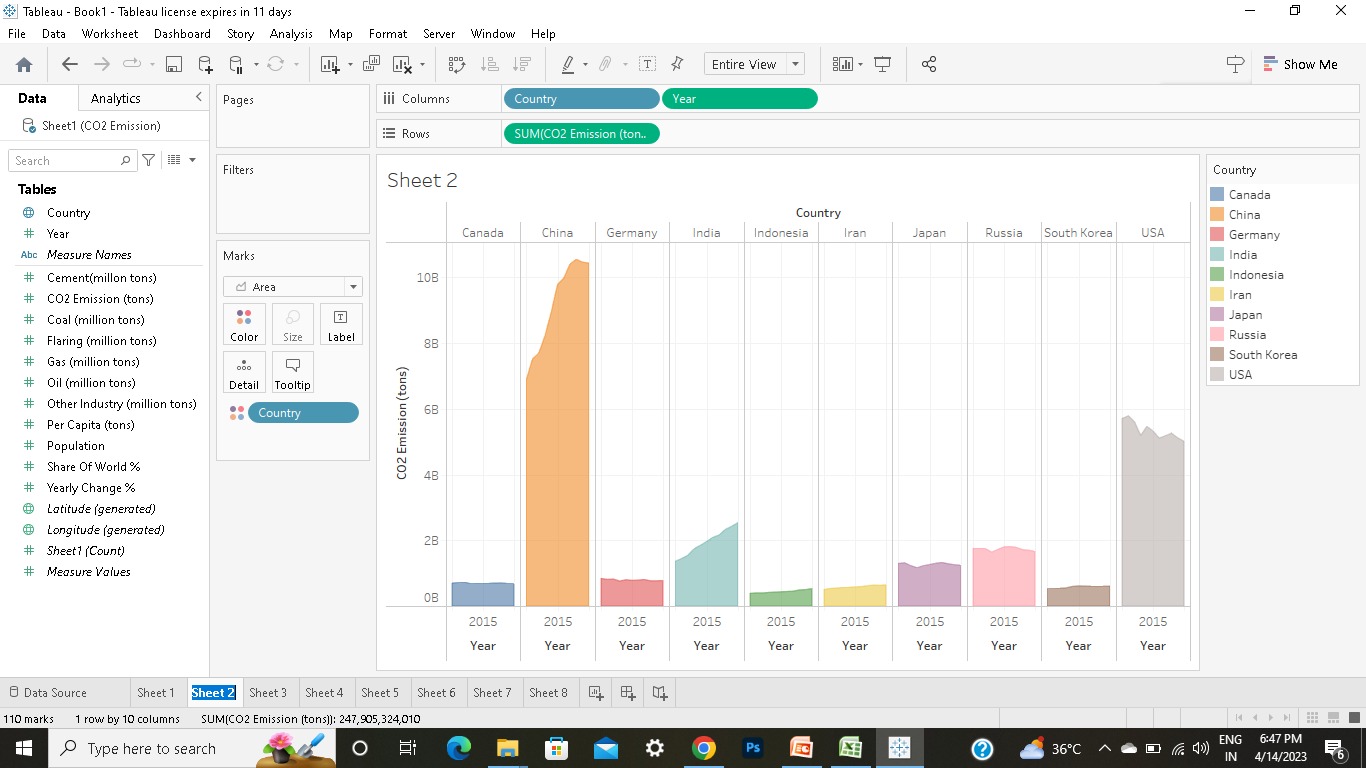 Tableau - Book1 - Tableau license expires in 11 days
File Data Worksheet Dashboard Story Analysis Map Format Server Window Help
Entire View
Show Me
Data Analytics
Sheet1 (CO2 Emission)
Search
Tables
Country
Year
Abc Measure Names
Cement(millon tons)
CO2 Emission (tons)
Coal (million tons)
Flaring (million tons)
Gas (million tons)
Oil (million tons)
Other Industry (million tons)
Per Capita (tons)
Population
Share Of World %
Yearly Change %
Latitude (generated)
Longitude (generated)
Sheet1 (Count)
Measure Values
Pages
Filters
Marks
Area
Color Size Label
Detail Tooltip
Country
Columns Country Year
Rows SUM(CO2 Emission (ton..
Sheet 2
Country
Canada China Germany India Indonesia Iran Japan Russia South Korea USA
CO2 Emission (tons)
10B
8B
6B
4B
2B
0B
2015 2015 2015 2015 2015 2015 2015 2015 2015 2015
Year Year Year Year Year Year Year Year Year Year
Country
Canada
China
Germany
India
Indonesia
Iran
Japan
Russia
South Korea
USA
Data Source Sheet 1 Sheet 2 Sheet 3 Sheet 4 Sheet 5 Sheet 6 Sheet 7 Sheet 8
110 marks 1 row by 10 columns SUM(CO2 Emission (tons)): 247,905,324,010
Type here to search
Ps
36°C
ENG
IN
6:47 PM
4/14/2023
6